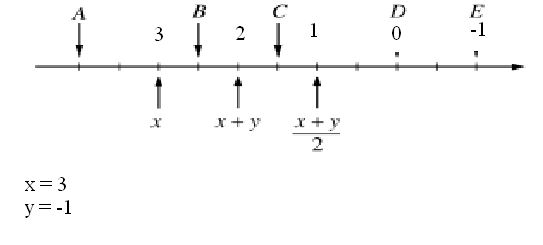 A B C D E
3 2 1 0 -1
x x + y x + y
2
x = 3
y = -1